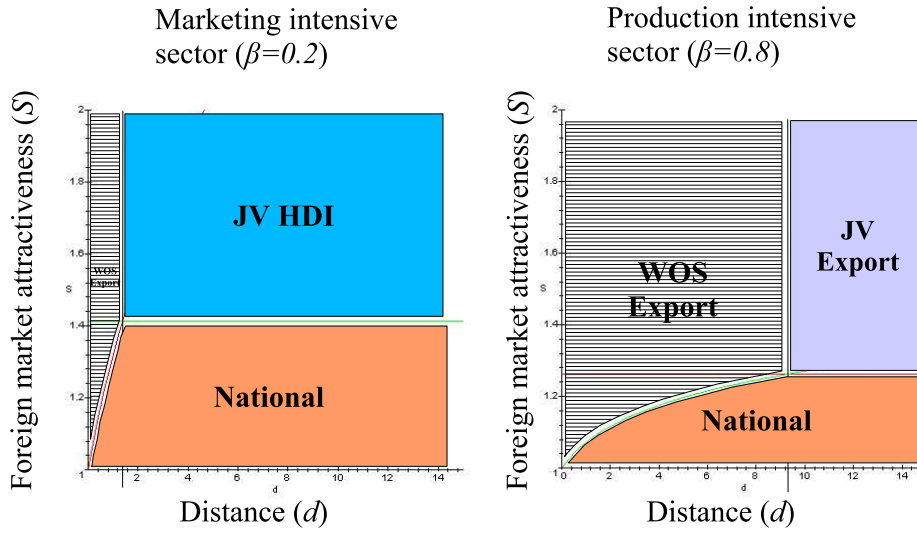 Marketing intensive
sector (β=0.2)
Foreign market attractiveness (S)
2
1.8
1.6
1.4
1.2
1
S
WOS
Export
JV HDI
National
0 2 4 6 8 10 12 14
d
Distance (d)
Production intensive
sector (β=0.8)
Foreign market attractiveness (S)
2
1.8
1.6
1.4
1.2
1
S
WOS
Export
JV
Export
National
0 2 4 6 8 10 12 14
d
Distance (d)